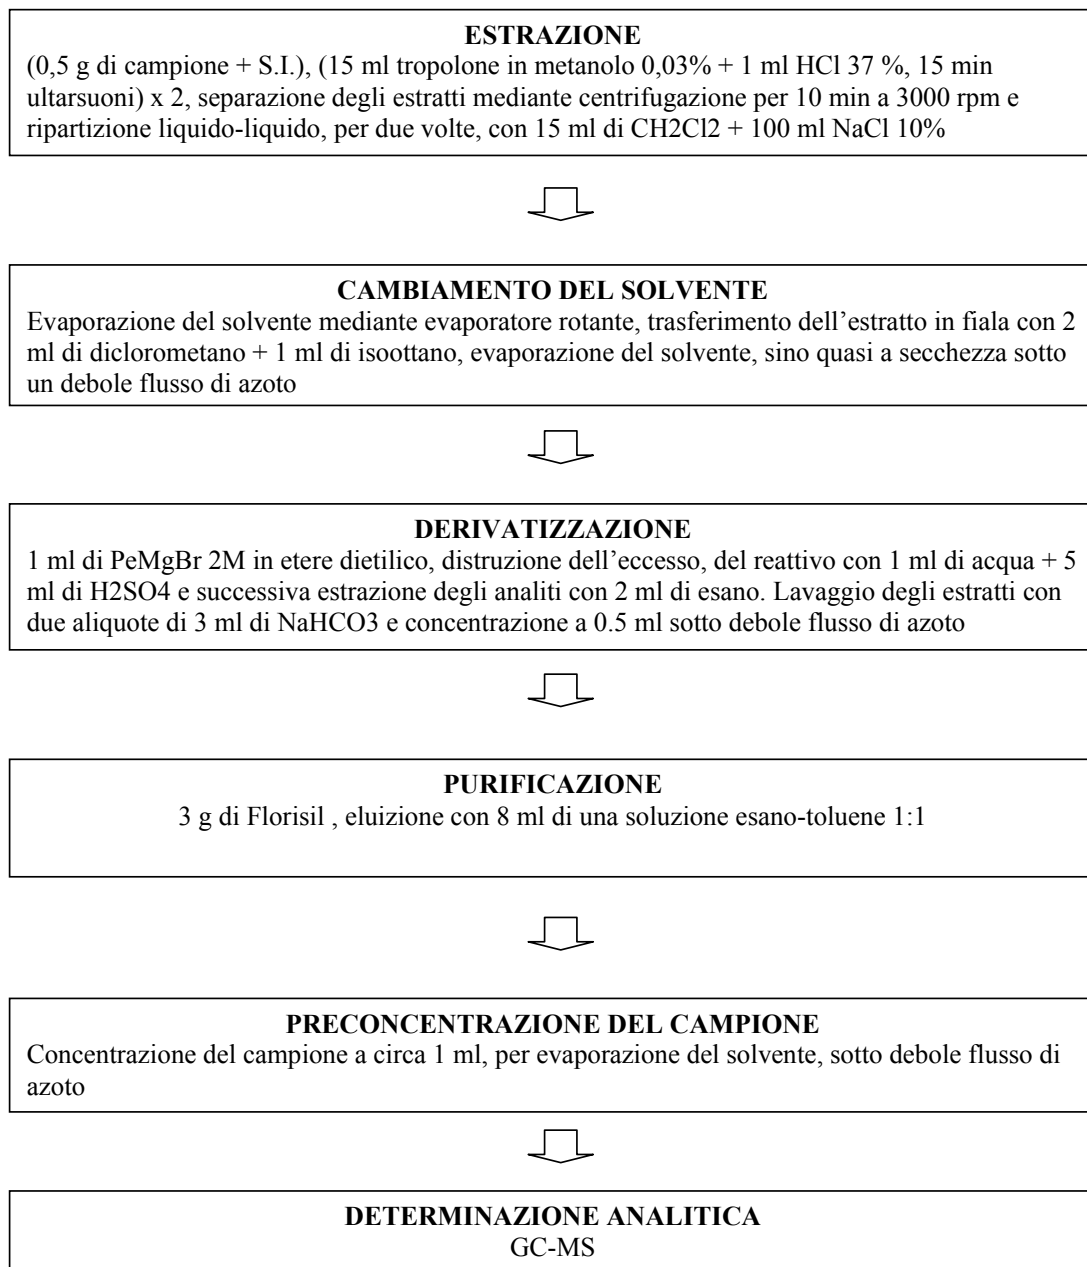 ESTRAZIONE
(0,5 g di campione + S.I.), (15 ml tropolone in metanolo 0,03% + 1 ml HCl 37 %, 15 min
ultarsuoni) x 2, separazione degli estratti mediante centrifugazione per 10 min a 3000 rpm e
ripartizione liquido-liquido, per due volte, con 15 ml di CH2Cl2 + 100 ml NaCl 10%
CAMBIAMENTO DEL SOLVENTE
Evaporazione del solvente mediante evaporatore rotante, trasferimento dell’estratto in fiala con 2
ml di diclorometano + 1 ml di isoottano, evaporazione del solvente, sino quasi a secchezza sotto
un debole flusso di azoto
DERIVATIZZAZIONE
1 ml di PeMgBr 2M in etere dietilico, distruzione dell’eccesso, del reattivo con 1 ml di acqua + 5
ml di H2SO4 e successiva estrazione degli analiti con 2 ml di esano. Lavaggio degli estratti con
due aliquote di 3 ml di NaHCO3 e concentrazione a 0.5 ml sotto debole flusso di azoto
PURIFICAZIONE
3 g di Florisil , eluizione con 8 ml di una soluzione esano-toluene 1:1
PRECONCENTRAZIONE DEL CAMPIONE
Concentrazione del campione a circa 1 ml, per evaporazione del solvente, sotto debole flusso di
azoto
DETERMINAZIONE ANALITICA
GC-MS